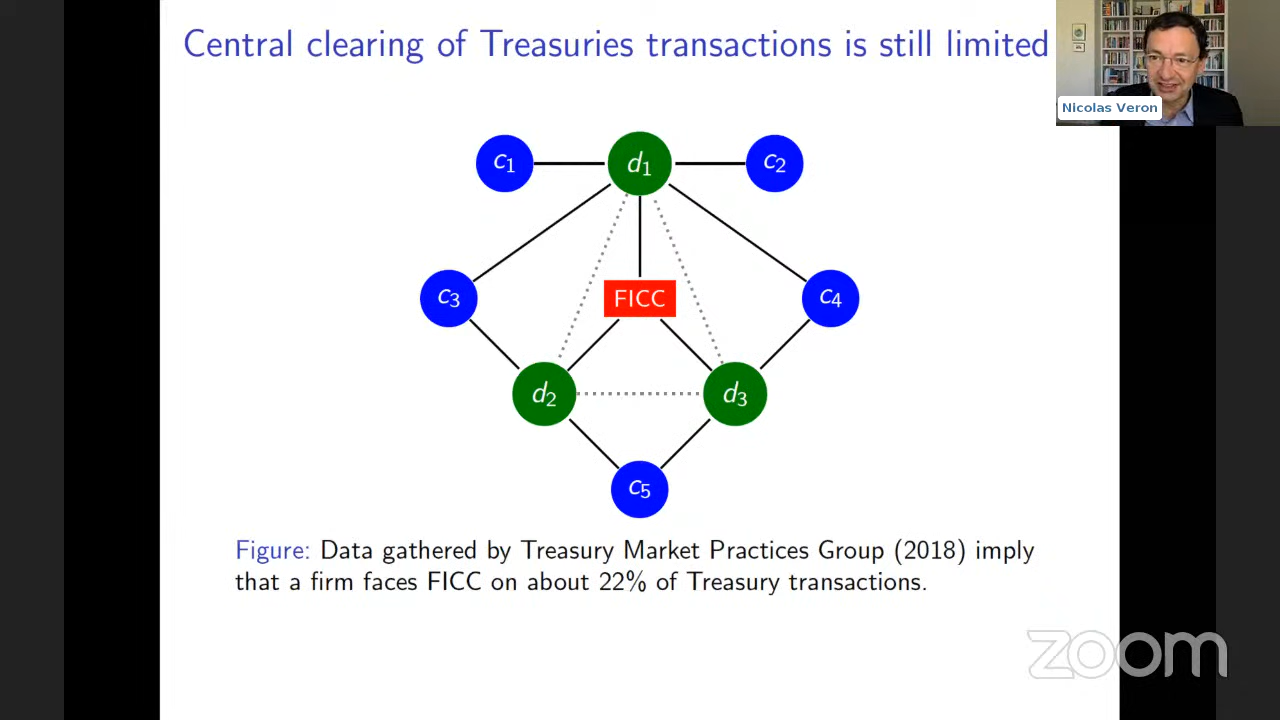 Central clearing of Treasuries transactions is still limited
Nicolas Veron
c1
d1
c2
c3
FICC
c4
d2
d3
c5
Figure: Data gathered by Treasury Market Practices Group (2018) imply
that a firm faces FICC on about 22% of Treasury transactions.
zoom